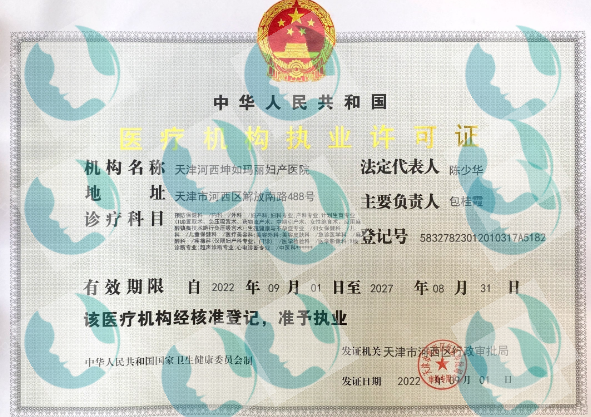 中华人民共和国
医疗机构执业许可证
机构名称 天津河西坤如玛丽妇产医院
法定代表人 陈少华
地址 天津市河西区解放南路488号
主要负责人 包桂霞
诊疗科目
登记号 58327823012010317A5182
有效期限 自 2022 年 09 月 01 日至 2027 年 08 月 31 日
该医疗机构经核准登记，准予执业
中华人民共和国国家卫生健康委员会制
发证机关 天津市河西区行政审批局
发证日期 2022 年 09 月 01 日